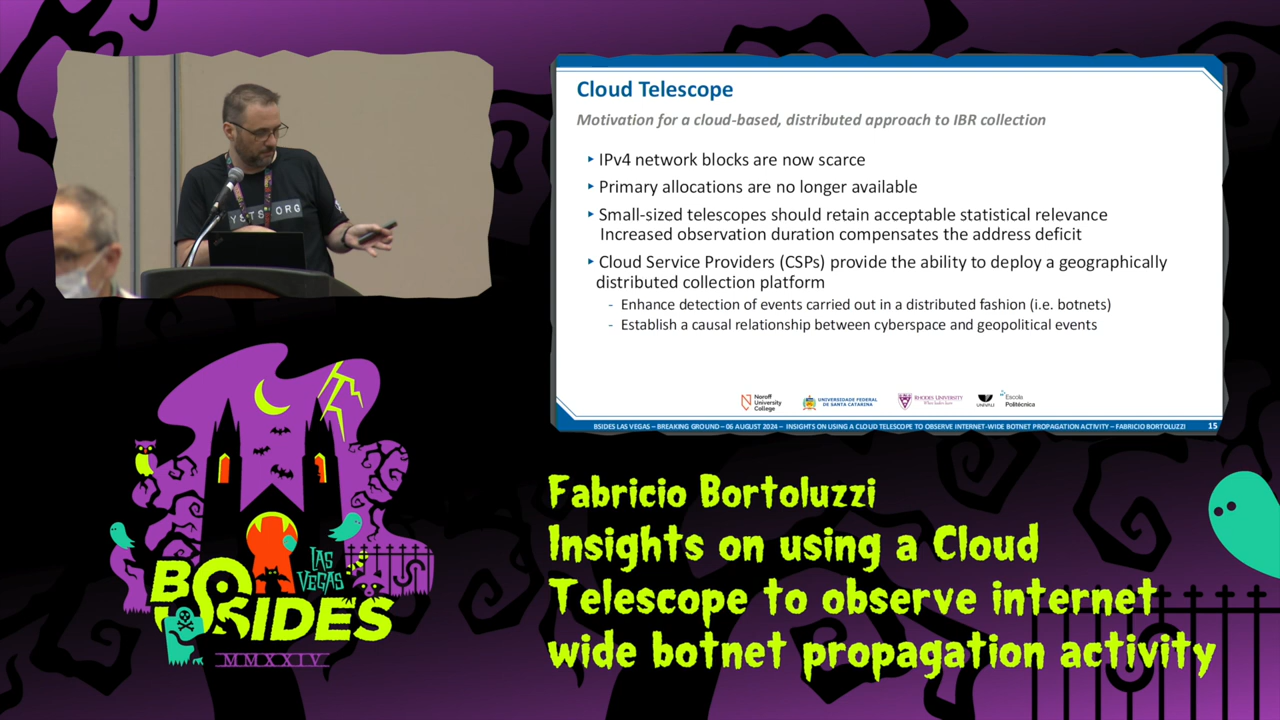 YSTS.ORG
Cloud Telescope
Motivation for a cloud-based, distributed approach to IBR collection
‣ IPv4 network blocks are now scarce
‣ Primary allocations are no longer available
‣ Small-sized telescopes should retain acceptable statistical relevance
Increased observation duration compensates the address deficit
‣ Cloud Service Providers (CSPs) provide the ability to deploy a geographically
distributed collection platform
- Enhance detection of events carried out in a distributed fashion (i.e. botnets)
- Establish a causal relationship between cyberspace and geopolitical events
Noroff
University
College
UNIVERSIDADE FEDERAL
DE SANTA CATARINA
RHODES UNIVERSITY
Where leaders learn
UNIVALI
Escola
Politécnica
BSIDES LAS VEGAS – BREAKING GROUND – 06 AUGUST 2024 – INSIGHTS ON USING A CLOUD TELESCOPE TO OBSERVE INTERNET-WIDE BOTNET PROPAGATION ACTIVITY – FABRICIO BORTOLUZZI 15
LAS
VEGAS
BSIDES
MMXXIV
Fabricio Bortoluzzi
Insights on using a Cloud
Telescope to observe internet
wide botnet propagation activity